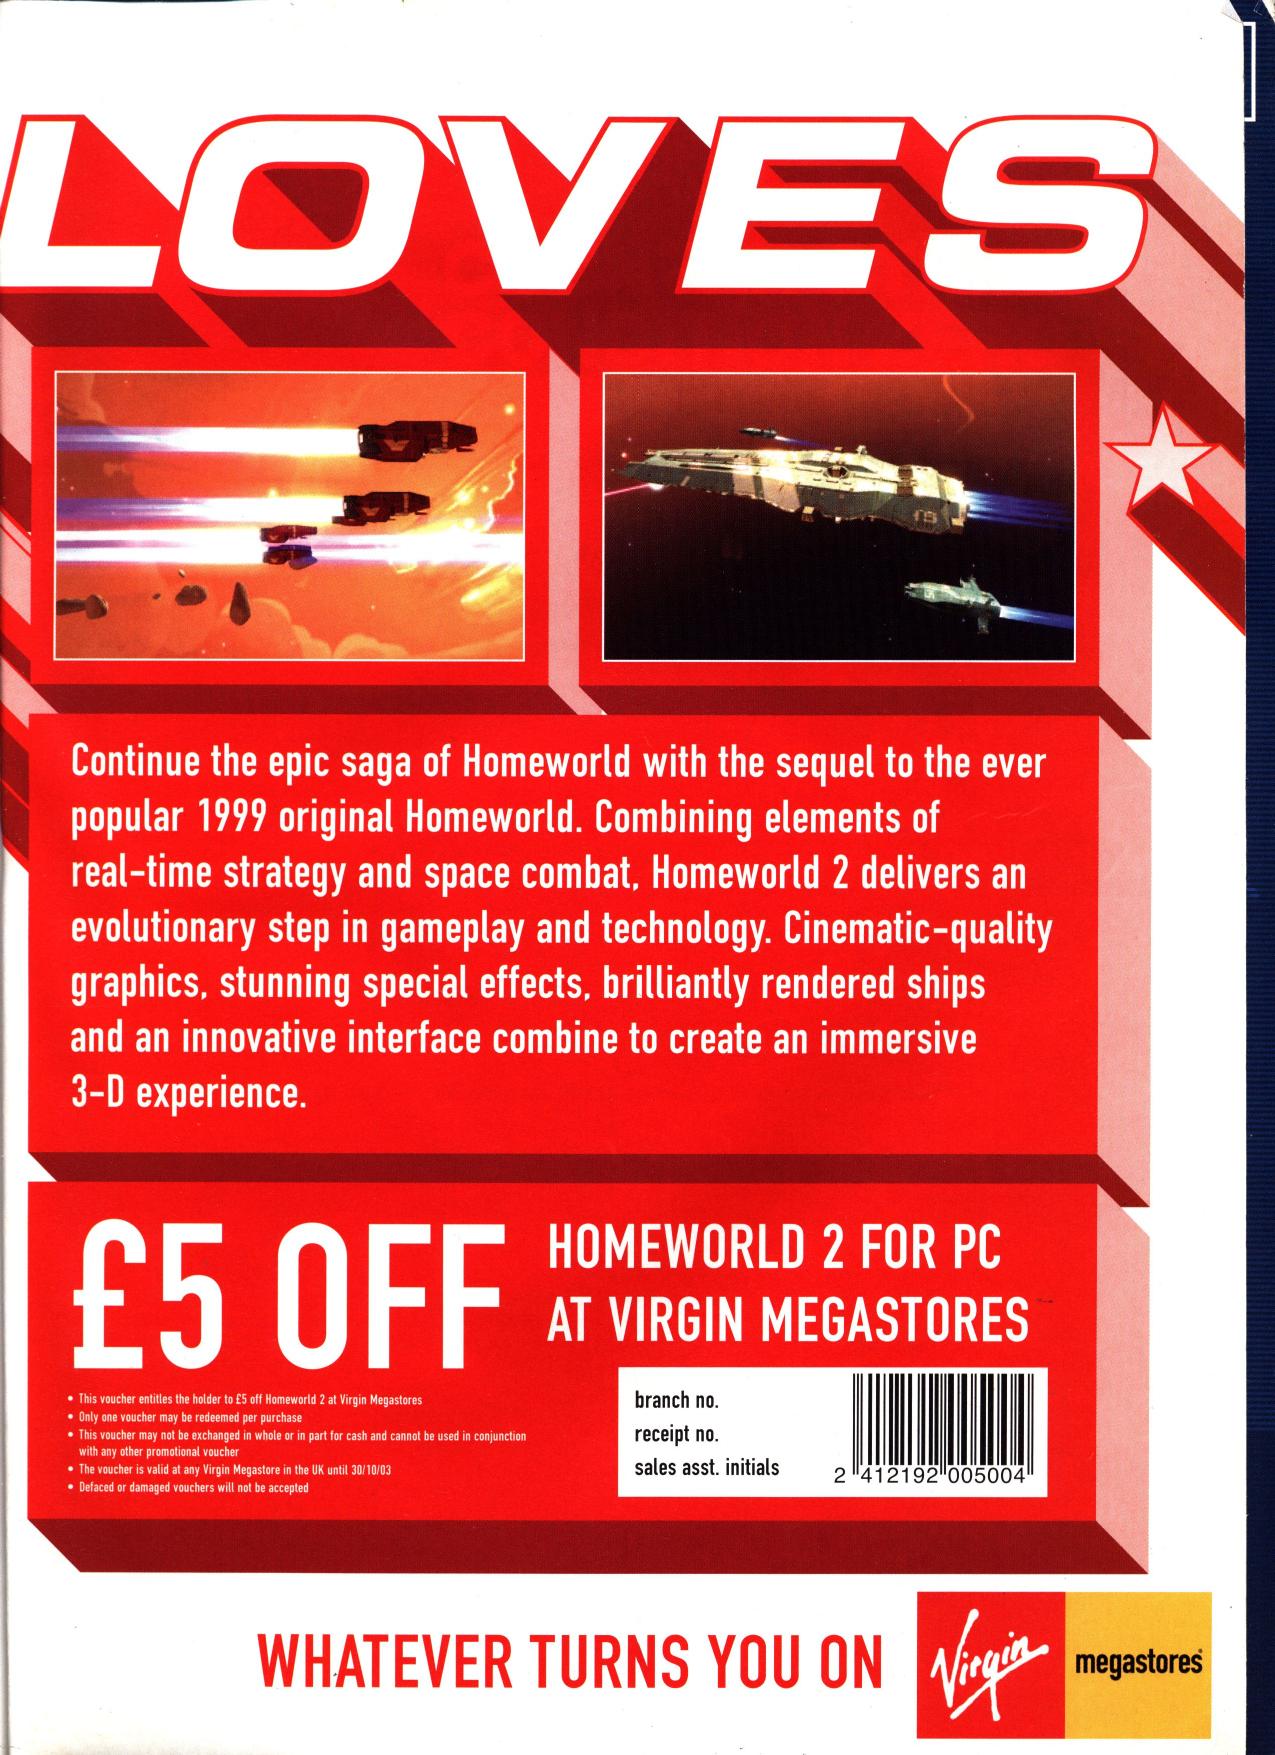 LOVES
Continue the epic saga of Homeworld with the sequel to the ever
popular 1999 original Homeworld. Combining elements of
real-time strategy and space combat, Homeworld 2 delivers an
evolutionary step in gameplay and technology. Cinematic-quality
graphics, stunning special effects, brilliantly rendered ships
and an innovative interface combine to create an immersive
3-D experience.
£5 OFF
HOMEWORLD 2 FOR PC
AT VIRGIN MEGASTORES
• This voucher entitles the holder to £5 off Homeworld 2 at Virgin Megastores
• Only one voucher may be redeemed per purchase
• This voucher may not be exchanged in whole or in part for cash and cannot be used in conjunction
with any other promotional voucher
• The voucher is valid at any Virgin Megastore in the UK until 30/10/03
• Defaced or damaged vouchers will not be accepted
branch no.
receipt no.
sales asst. initials
2 412192 005004
WHATEVER TURNS YOU ON
Virgin
megastores